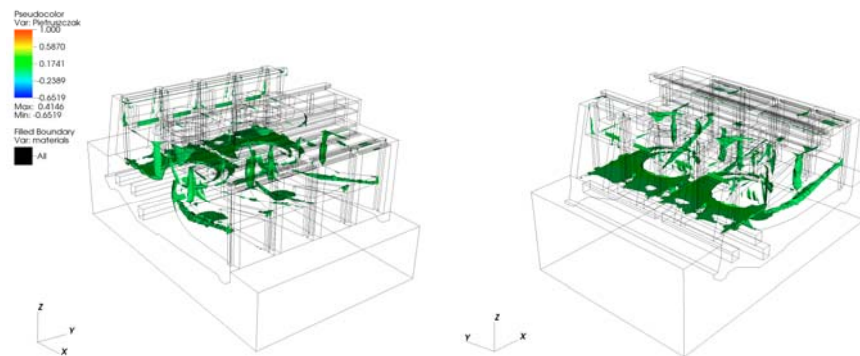 Pseudocolor
Var: Pietruszczak
1.000
0.5870
0.1741
-0.2389
-0.6519
Max: 0.4146
Min: -0.6519
Filled Boundary
Var: materials
All
Z
Y
X
Z
Y
X